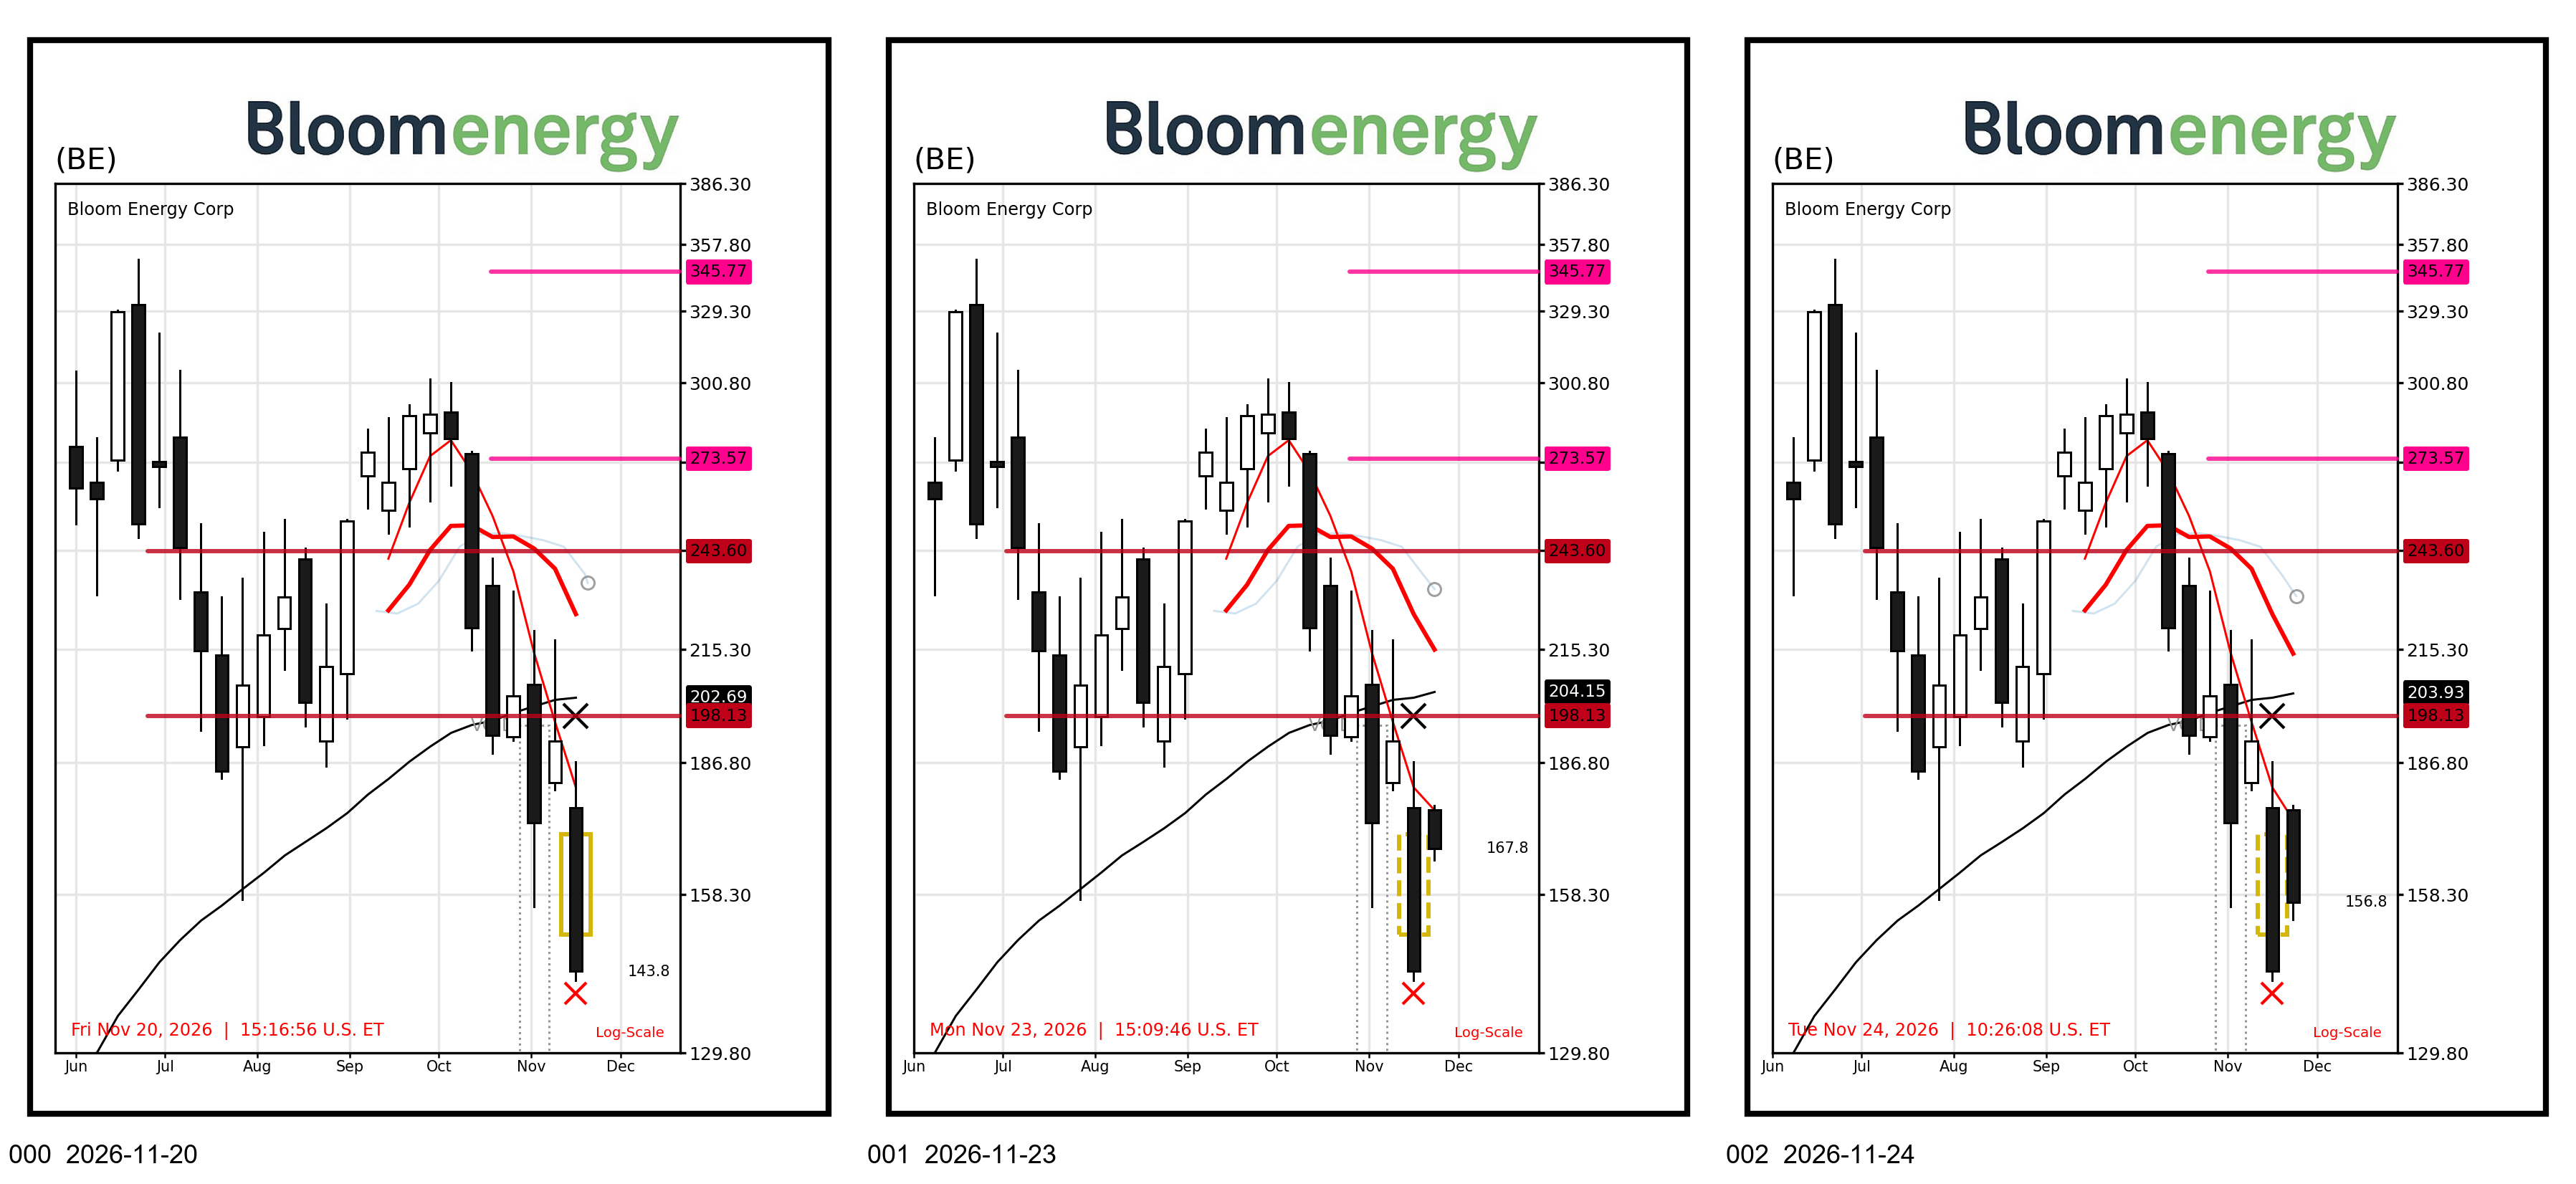 Bloomenergy
(BE)
386.30
Bloom Energy Corp
357.80
345.77
329.30
300.80
273.57
243.60
215.30
202.69
198.13
186.80
158.30
143.8
Fri Nov 20, 2026 | 15:16:56 U.S. ET
Log-Scale
129.80
Jun Jul Aug Sep Oct Nov Dec
000 2026-11-20
Bloomenergy
(BE)
386.30
Bloom Energy Corp
357.80
345.77
329.30
300.80
273.57
243.60
215.30
204.15
198.13
186.80
167.8
158.30
Mon Nov 23, 2026 | 15:09:46 U.S. ET
Log-Scale
129.80
Jun Jul Aug Sep Oct Nov Dec
001 2026-11-23
Bloomenergy
(BE)
386.30
Bloom Energy Corp
357.80
345.77
329.30
300.80
273.57
243.60
215.30
203.93
198.13
186.80
158.30
156.8
Tue Nov 24, 2026 | 10:26:08 U.S. ET
Log-Scale
129.80
Jun Jul Aug Sep Oct Nov Dec
002 2026-11-24